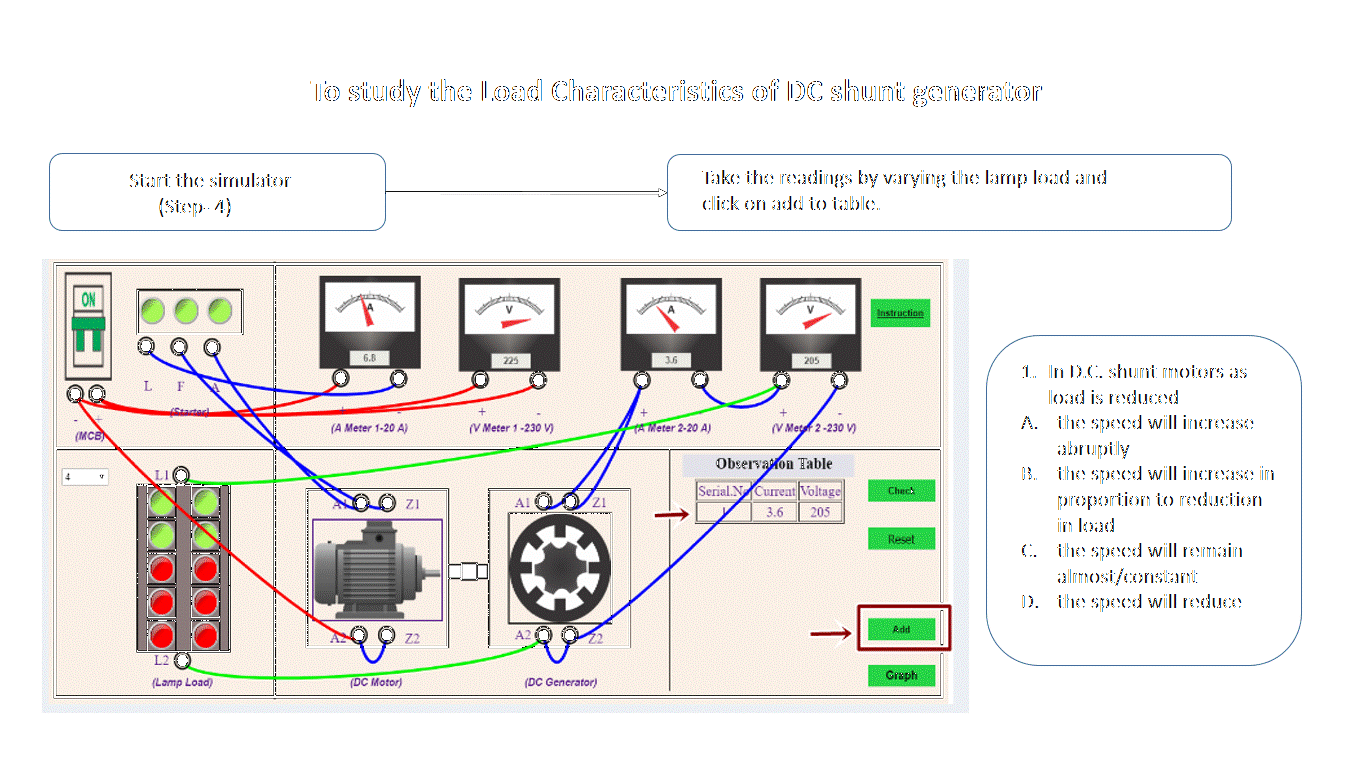 To study the Load Characteristics of DC shunt generator
Start the simulator
(Step- 4)
Take the readings by varying the lamp load and
click on add to table.
ON
L F A
(Starter)
- +
(MCB)
A
6.8
+ -
(A Meter 1-20 A)
V
225
+ -
(V Meter 1 -230 V)
A
3.6
+ -
(A Meter 2-20 A)
V
205
+ -
(V Meter 2 -230 V)
Instruction
4
L1
L2
(Lamp Load)
A1 Z1
A2 Z2
(DC Motor)
A1 Z1
A2 Z2
(DC Generator)
Observation Table
Serial.No Current Voltage
1 3.6 205
Check
Reset
Add
Graph
1. In D.C. shunt motors as
load is reduced
A. the speed will increase
abruptly
B. the speed will increase in
proportion to reduction
in load
C. the speed will remain
almost/constant
D. the speed will reduce